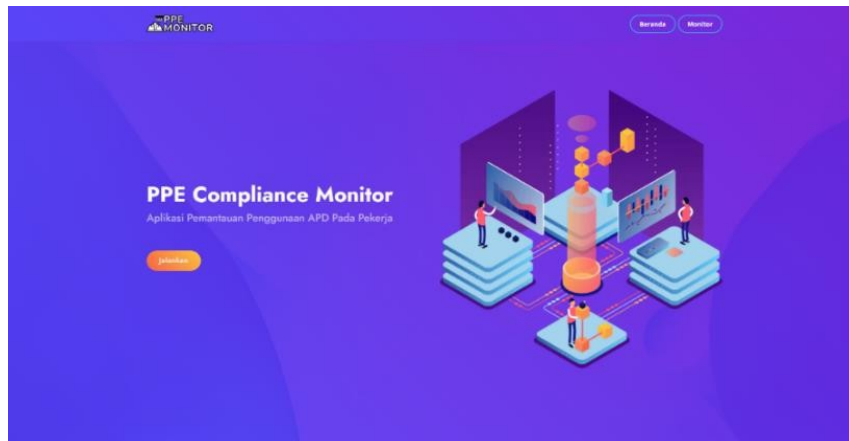 PPE
MONITOR
Beranda
Monitor
PPE Compliance Monitor
Aplikasi Pemantauan Penggunaan APD Pada Pekerja
Jalankan